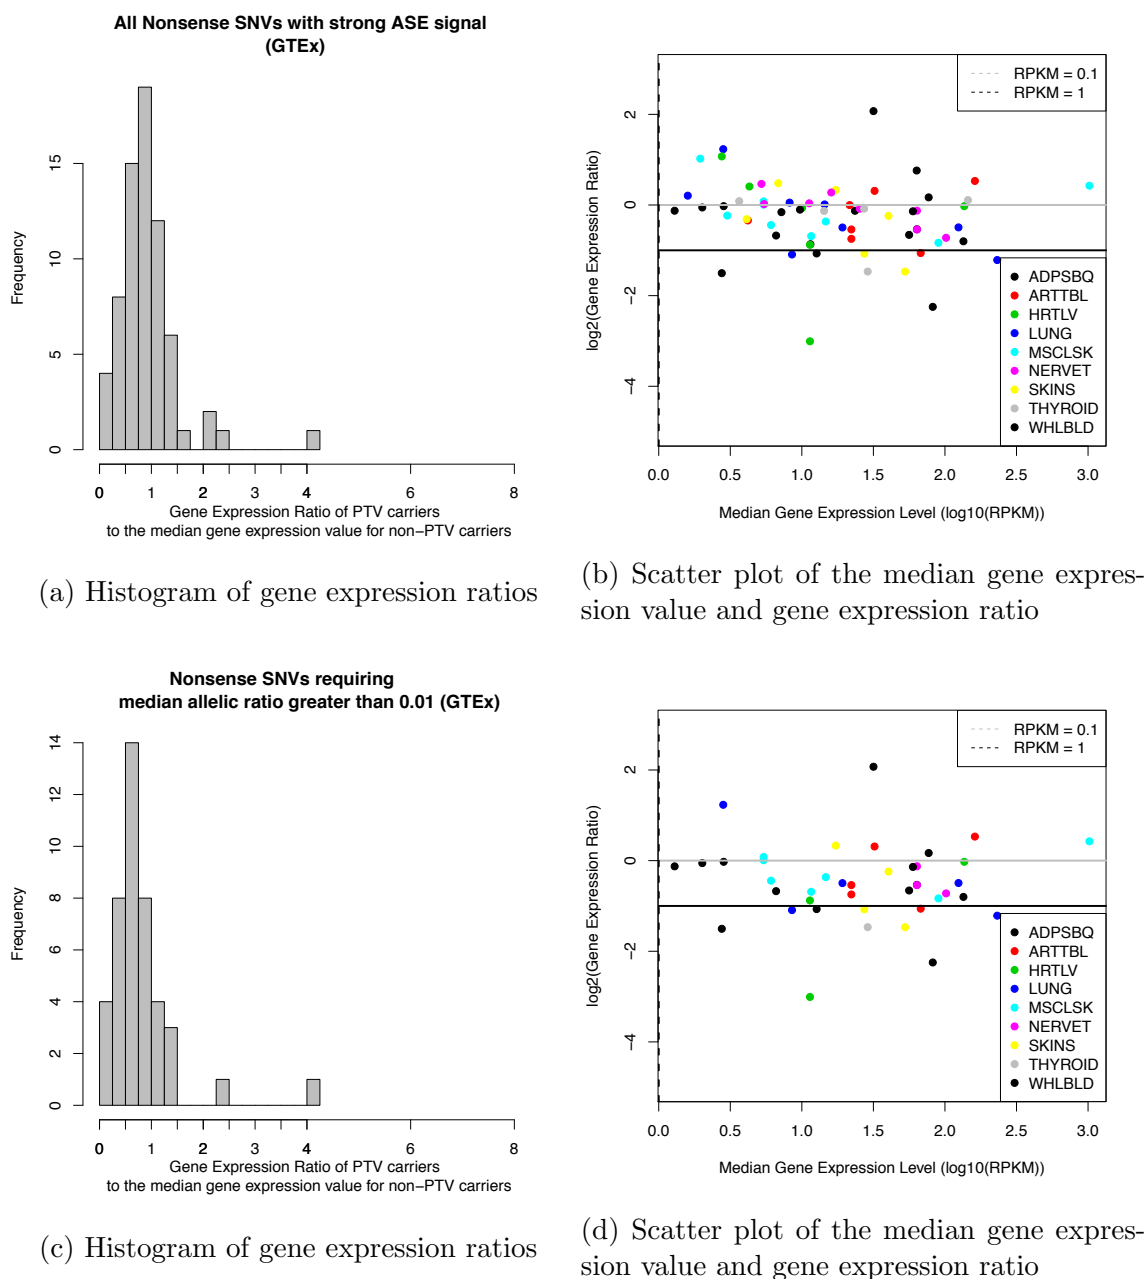 All Nonsense SNVs with strong ASE signal
(GTEx)
Frequency
0 5 10 15
0 1 2 3 4 6 8
Gene Expression Ratio of PTV carriers
to the median gene expression value for non−PTV carriers
(a) Histogram of gene expression ratios
RPKM = 0.1
RPKM = 1
log2(Gene Expression Ratio)
−4 −2 0 2
ADPSBQ
ARTTBL
HRTLV
LUNG
MSCLSK
NERVET
SKINS
THYROID
WHLBLD
0.0 0.5 1.0 1.5 2.0 2.5 3.0
Median Gene Expression Level (log10(RPKM))
(b) Scatter plot of the median gene expres-
sion value and gene expression ratio
Nonsense SNVs requiring
median allelic ratio greater than 0.01 (GTEx)
Frequency
0 2 4 6 8 10 12 14
0 1 2 3 4 6 8
Gene Expression Ratio of PTV carriers
to the median gene expression value for non−PTV carriers
(c) Histogram of gene expression ratios
RPKM = 0.1
RPKM = 1
log2(Gene Expression Ratio)
−4 −2 0 2
ADPSBQ
ARTTBL
HRTLV
LUNG
MSCLSK
NERVET
SKINS
THYROID
WHLBLD
0.0 0.5 1.0 1.5 2.0 2.5 3.0
Median Gene Expression Level (log10(RPKM))
(d) Scatter plot of the median gene expres-
sion value and gene expression ratio